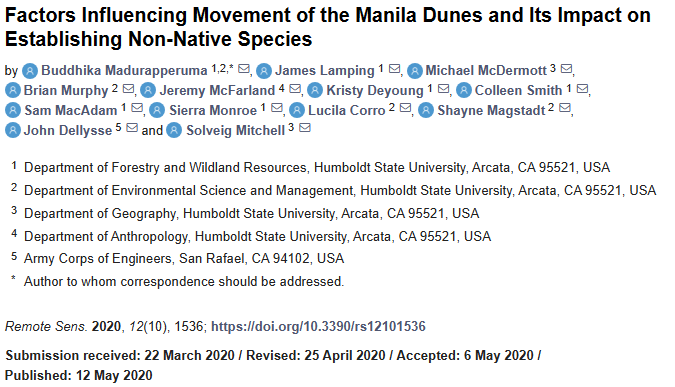 Factors Influencing Movement of the Manila Dunes and Its Impact on
Establishing Non-Native Species
by Buddhika Madurapperuma 1,2,* , James Lamping 1 , Michael McDermott 3 ,
Brian Murphy 2 , Jeremy McFarland 4 , Kristy Deyoung 1 , Colleen Smith 1 ,
Sam MacAdam 1 , Sierra Monroe 1 , Lucila Corro 2 , Shayne Magstadt 2 ,
John Dellysse 5 and Solveig Mitchell 3
1 Department of Forestry and Wildland Resources, Humboldt State University, Arcata, CA 95521, USA
2 Department of Environmental Science and Management, Humboldt State University, Arcata, CA 95521, USA
3 Department of Geography, Humboldt State University, Arcata, CA 95521, USA
4 Department of Anthropology, Humboldt State University, Arcata, CA 95521, USA
5 Army Corps of Engineers, San Rafael, CA 94102, USA
* Author to whom correspondence should be addressed.
Remote Sens. 2020, 12(10), 1536; https://doi.org/10.3390/rs12101536
Submission received: 22 March 2020 / Revised: 25 April 2020 / Accepted: 6 May 2020 /
Published: 12 May 2020